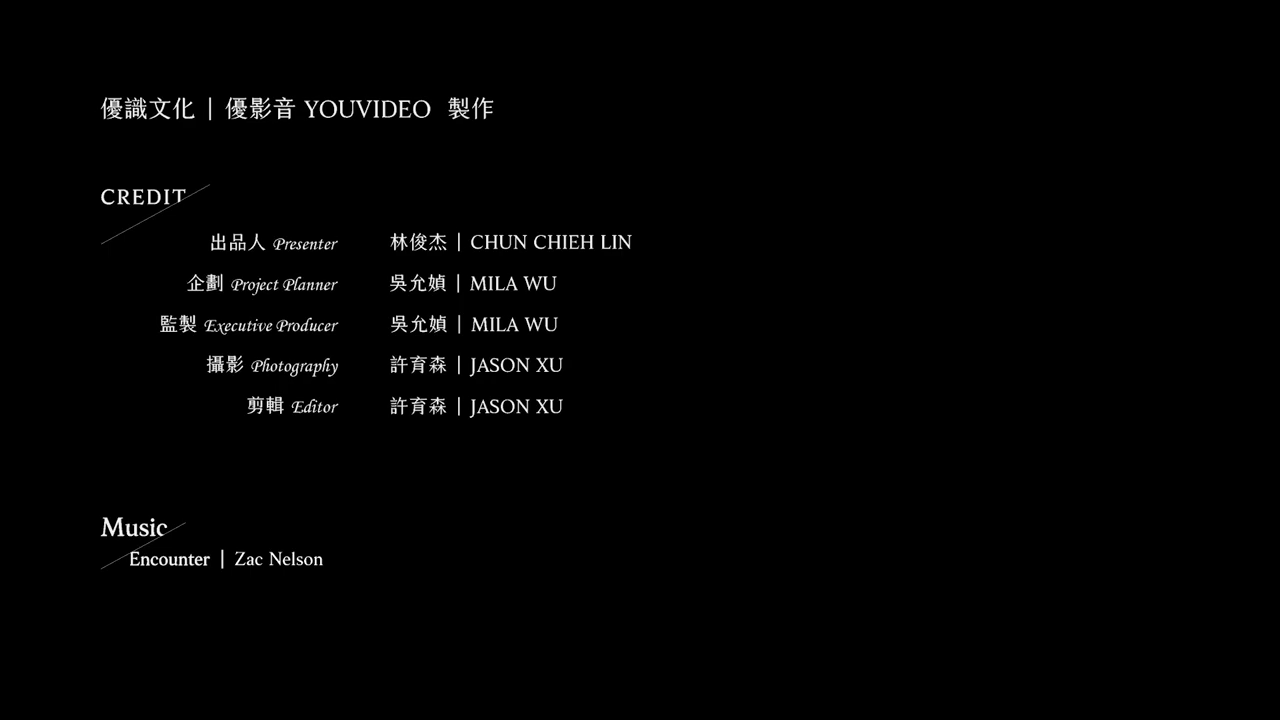 優識文化 | 優影音 YOUVIDEO 製作
CREDIT
出品人 Presenter 林俊杰 | CHUN CHIEH LIN
企劃 Project Planner 吳允媜 | MILA WU
監製 Executive Producer 吳允媜 | MILA WU
攝影 Photography 許育森 | JASON XU
剪輯 Editor 許育森 | JASON XU
Music
Encounter | Zac Nelson